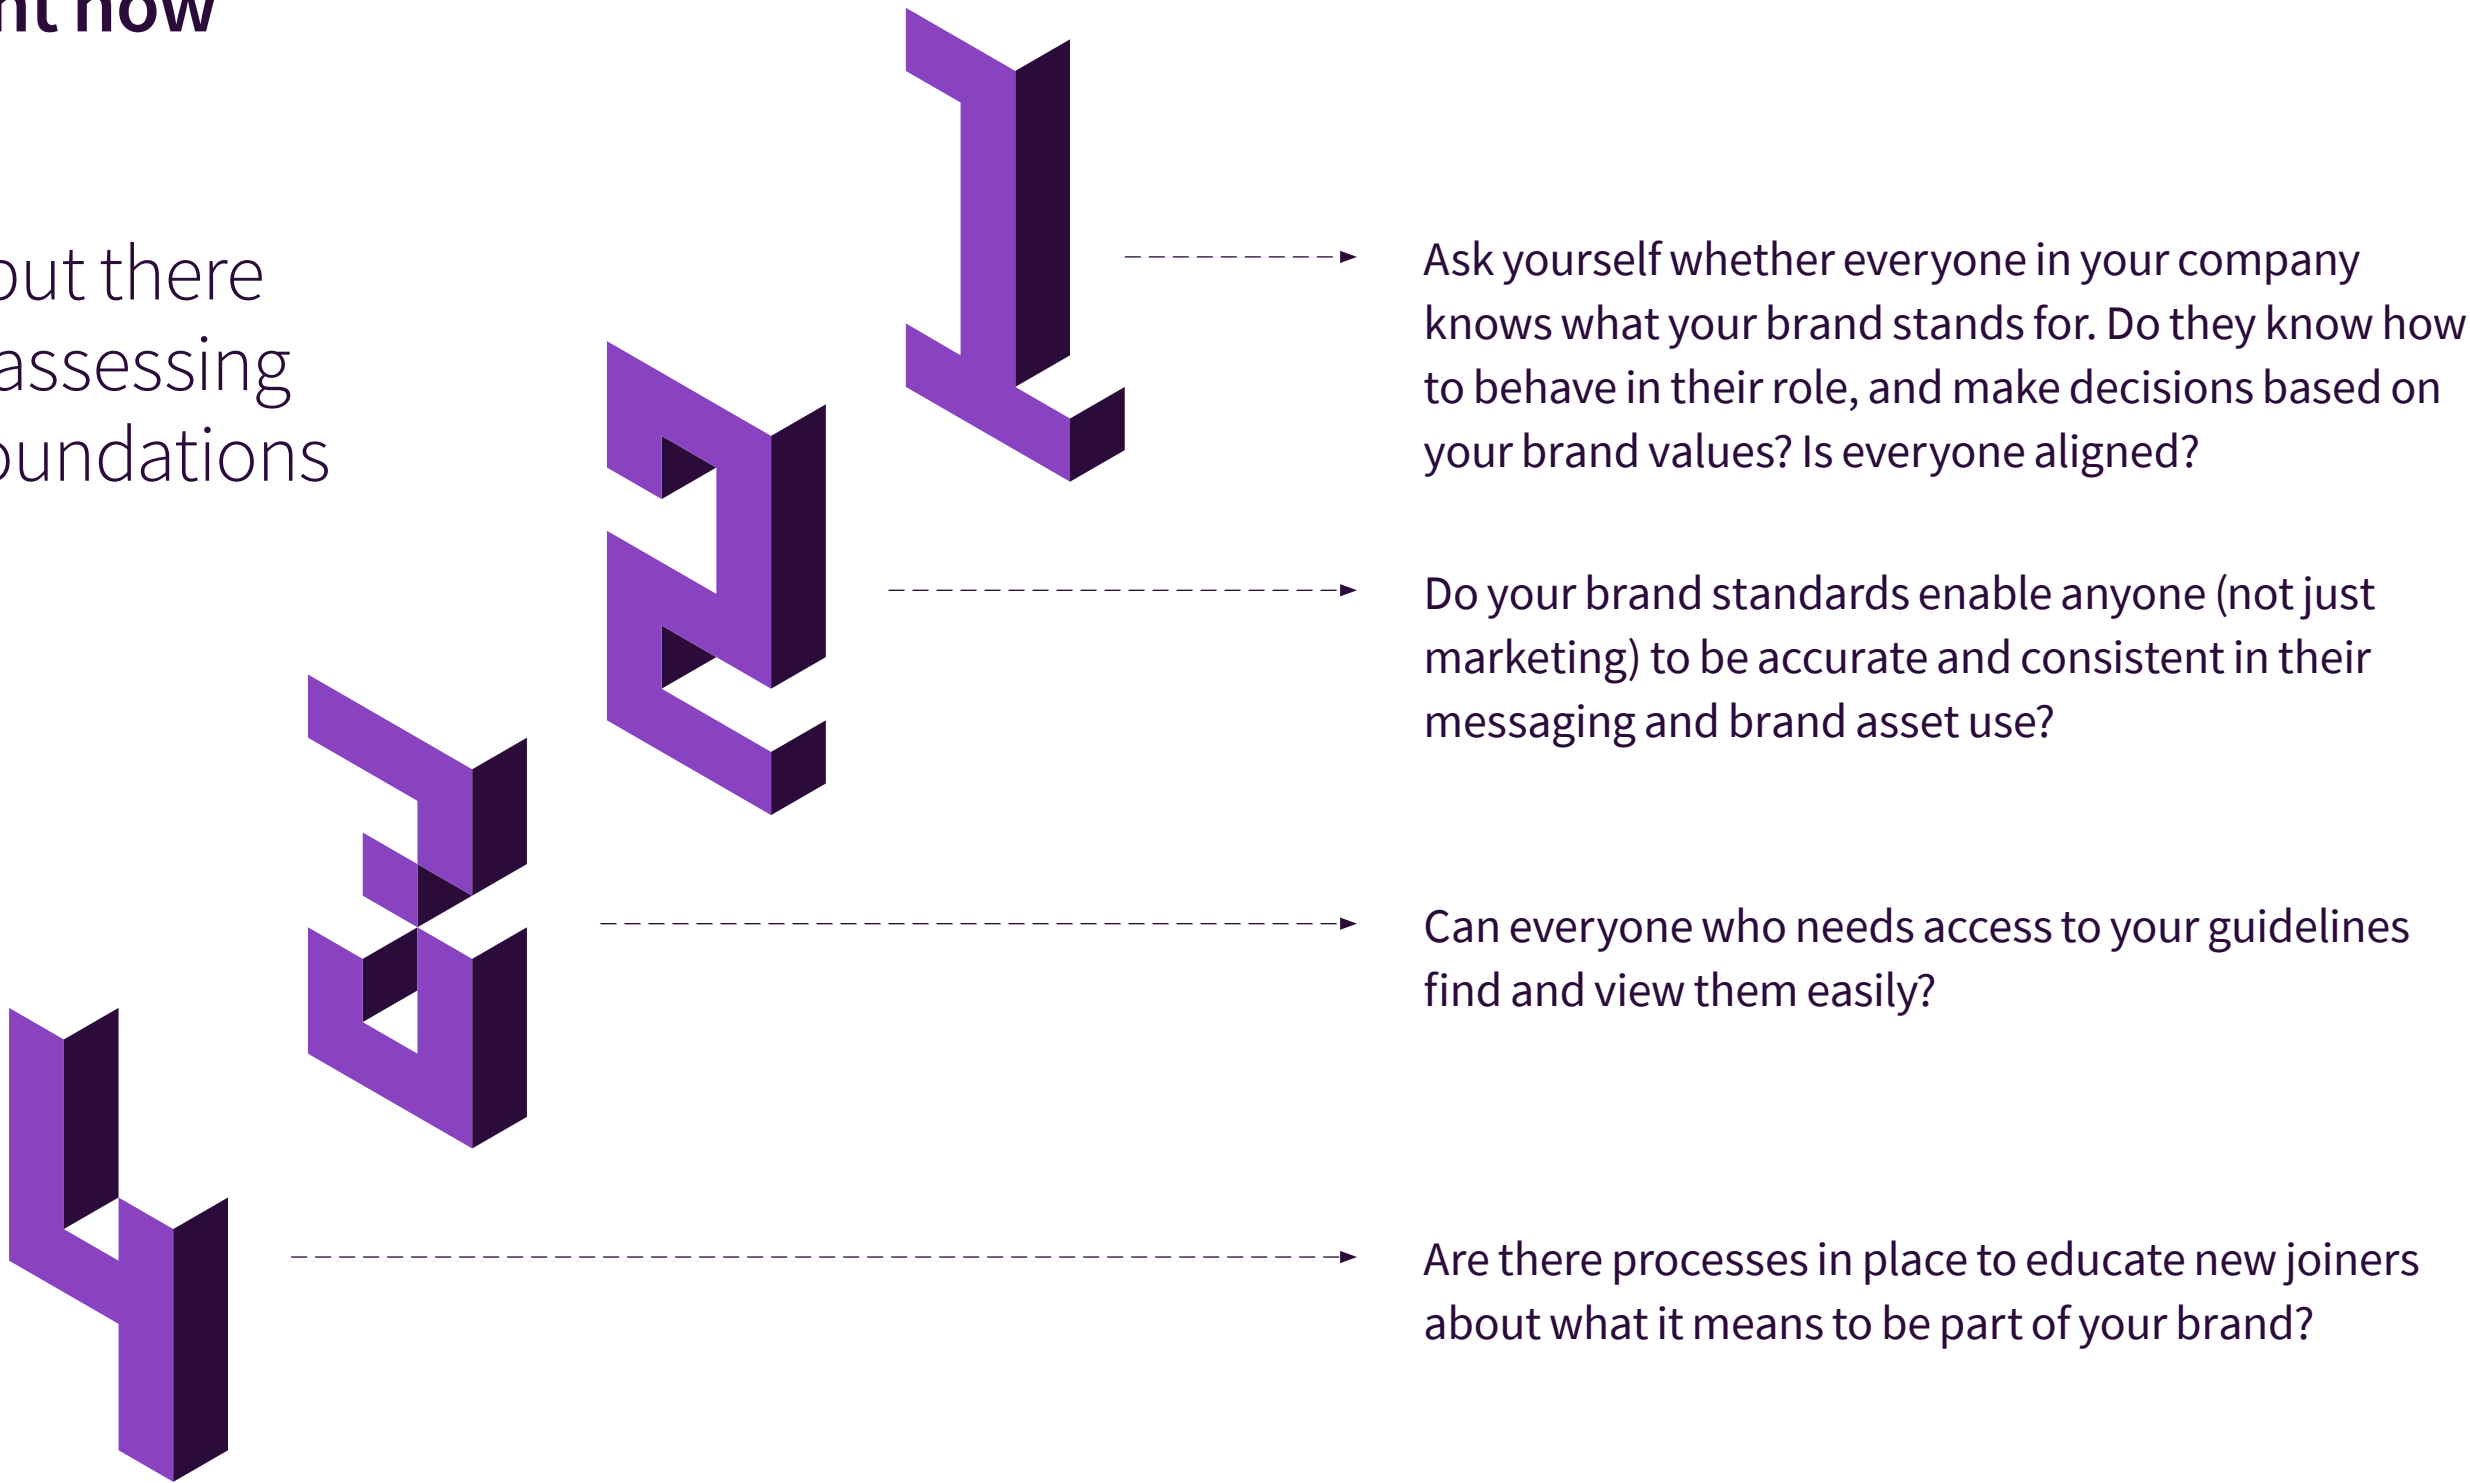 now
there
assessing
1
Ask yourself whether everyone in your company
knows what your brand stands for. Do they know how
to behave in their role, and make decisions based on
your brand values? Is everyone aligned?
2
Do your brand standards enable anyone (not just
marketing) to be accurate and consistent in their
messaging and brand asset use?
3
Can everyone who needs access to your guidelines
find and view them easily?
4
Are there processes in place to educate new joiners
about what it means to be part of your brand?